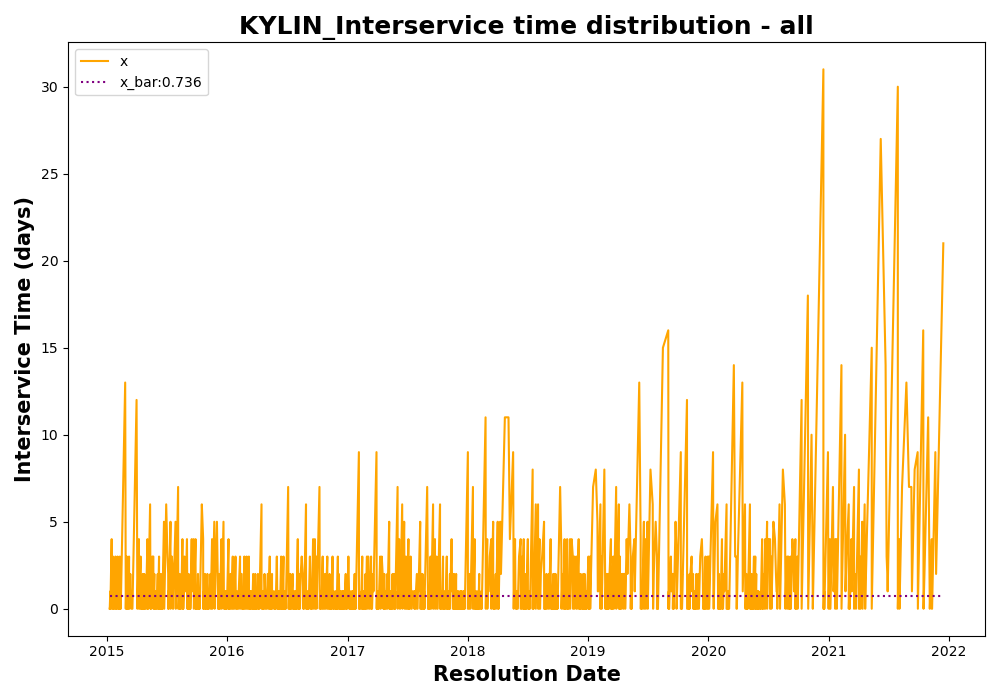 KYLIN_Interservice time distribution - all
x
x_bar:0.736
Interservice Time (days)
30
25
20
15
10
5
0
2015 2016 2017 2018 2019 2020 2021 2022
Resolution Date